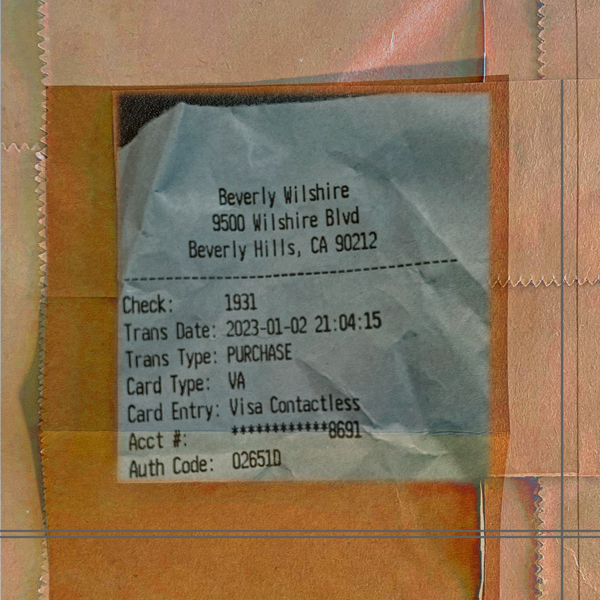 Beverly Wilshire
9500 Wilshire Blvd
Beverly Hills, CA 90212
Check: 1931
Trans Date: 2023-01-02 21:04:15
Trans Type: PURCHASE
Card Type: VA
Card Entry: Visa Contactless
Acct #: ************8691
Auth Code: 02651D